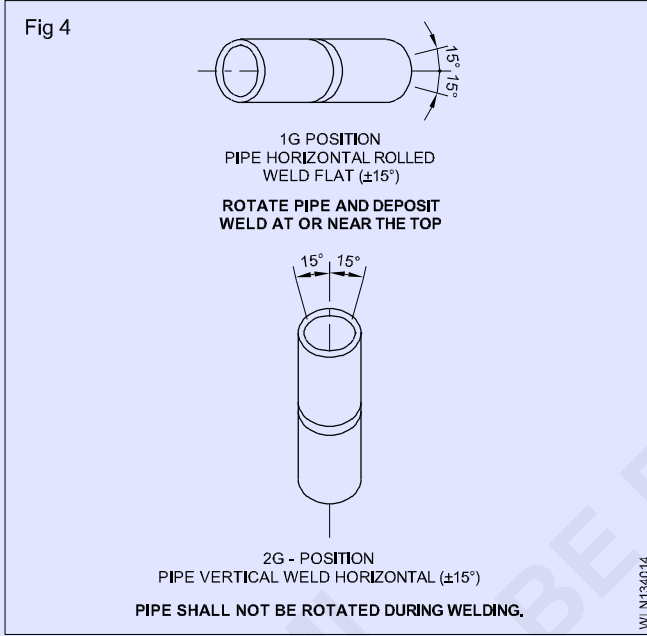 Fig 4
15° 15°
1G POSITION
PIPE HORIZONTAL ROLLED
WELD FLAT (±15°)
ROTATE PIPE AND DEPOSIT
WELD AT OR NEAR THE TOP
15° 15°
2G - POSITION
PIPE VERTICAL WELD HORIZONTAL (±15°)
PIPE SHALL NOT BE ROTATED DURING WELDING.
WLN134014
BE